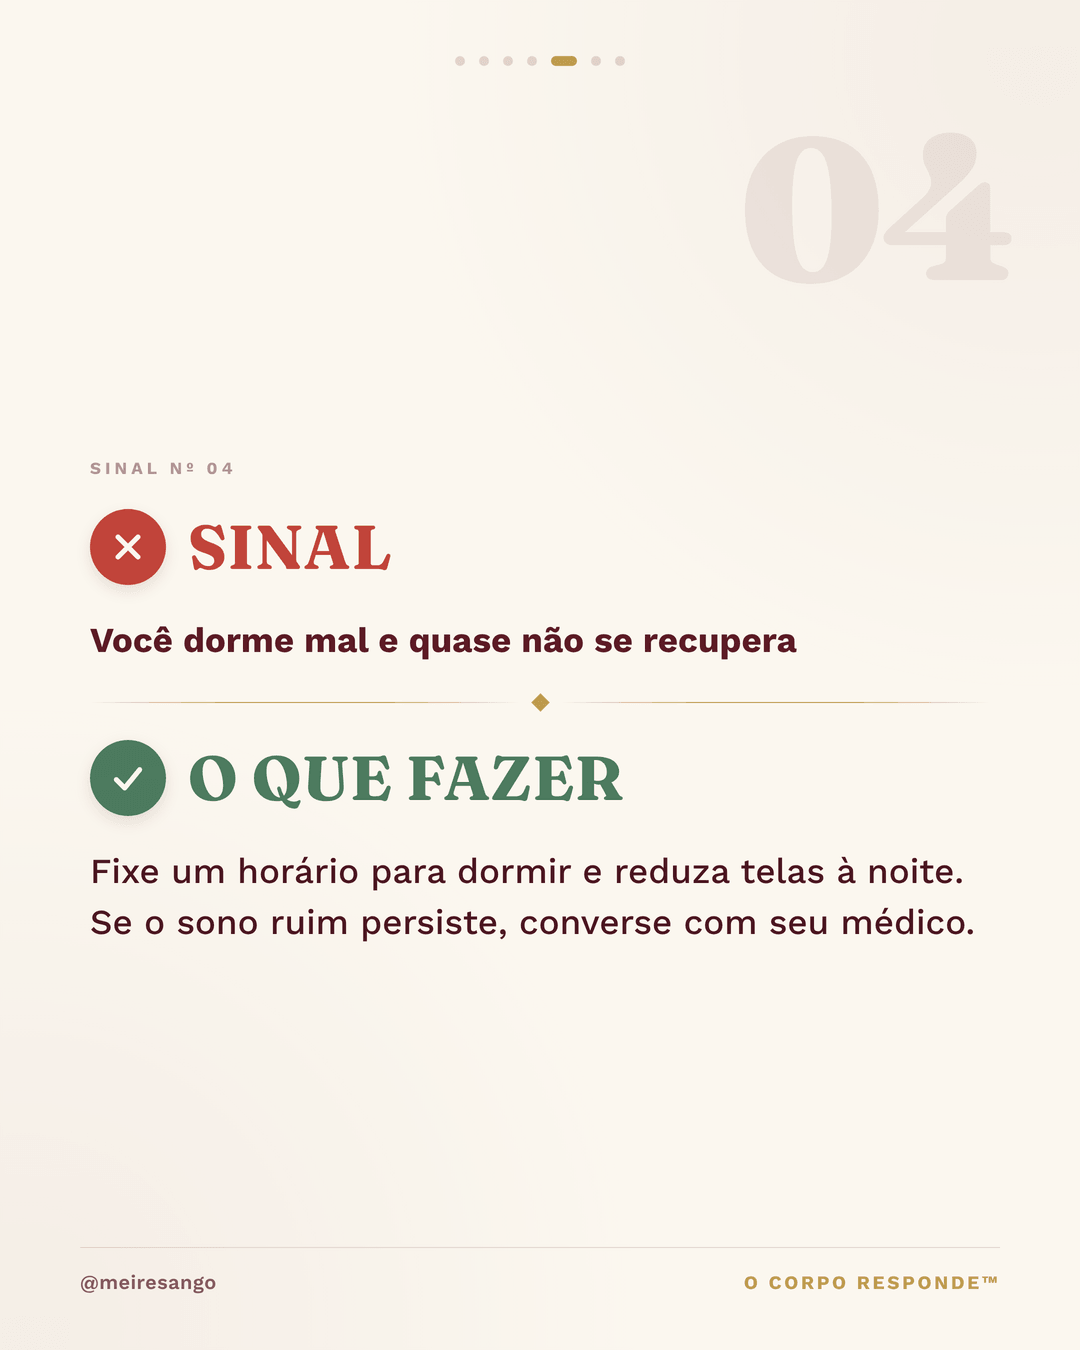 04
SINAL Nº 04
SINAL
Você dorme mal e quase não se recupera
O QUE FAZER
Fixe um horário para dormir e reduza telas à noite.
Se o sono ruim persiste, converse com seu médico.
@meiresango
O CORPO RESPONDE™